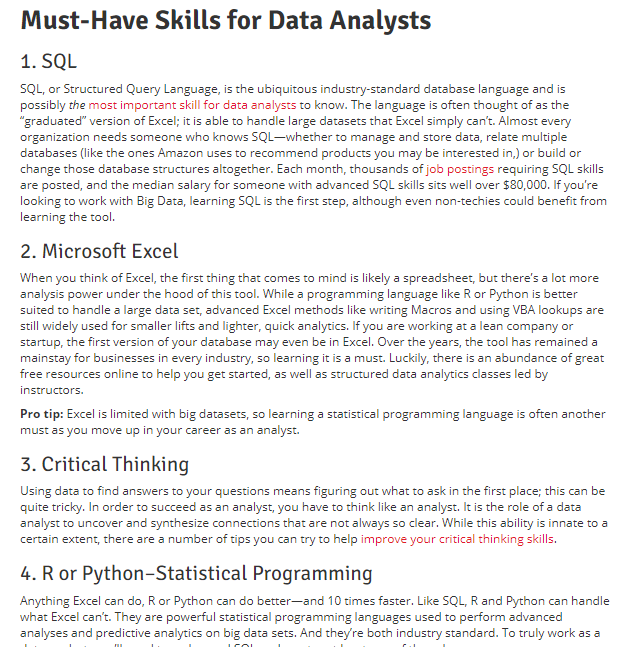 Must-Have Skills for Data Analysts
1. SQL
SQL, or Structured Query Language, is the ubiquitous industry-standard database language and is
possibly the most important skill for data analysts to know. The language is often thought of as the
“graduated” version of Excel; it is able to handle large datasets that Excel simply can’t. Almost every
organization needs someone who knows SQL—whether to manage and store data, relate multiple
databases (like the ones Amazon uses to recommend products you may be interested in,) or build or
change those database structures altogether. Each month, thousands of job postings requiring SQL skills
are posted, and the median salary for someone with advanced SQL skills sits well over $80,000. If you’re
looking to work with Big Data, learning SQL is the first step, although even non-techies could benefit from
learning the tool.
2. Microsoft Excel
When you think of Excel, the first thing that comes to mind is likely a spreadsheet, but there’s a lot more
analysis power under the hood of this tool. While a programming language like R or Python is better
suited to handle a large data set, advanced Excel methods like writing Macros and using VBA lookups are
still widely used for smaller lifts and lighter, quick analytics. If you are working at a lean company or
startup, the first version of your database may even be in Excel. Over the years, the tool has remained a
mainstay for businesses in every industry, so learning it is a must. Luckily, there is an abundance of great
free resources online to help you get started, as well as structured data analytics classes led by
instructors.
Pro tip: Excel is limited with big datasets, so learning a statistical programming language is often another
must as you move up in your career as an analyst.
3. Critical Thinking
Using data to find answers to your questions means figuring out what to ask in the first place; this can be
quite tricky. In order to succeed as an analyst, you have to think like an analyst. It is the role of a data
analyst to uncover and synthesize connections that are not always so clear. While this ability is innate to a
certain extent, there are a number of tips you can try to help improve your critical thinking skills.
4. R or Python–Statistical Programming
Anything Excel can do, R or Python can do better—and 10 times faster. Like SQL, R and Python can handle
what Excel can’t. They are powerful statistical programming languages used to perform advanced
analyses and predictive analytics on big data sets. And they’re both industry standard. To truly work as a